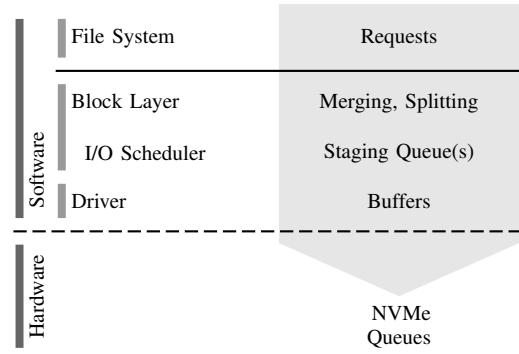 File System
Requests
Block Layer
Merging, Splitting
I/O Scheduler
Staging Queue(s)
Driver
Buffers
Software
Hardware
NVMe
Queues